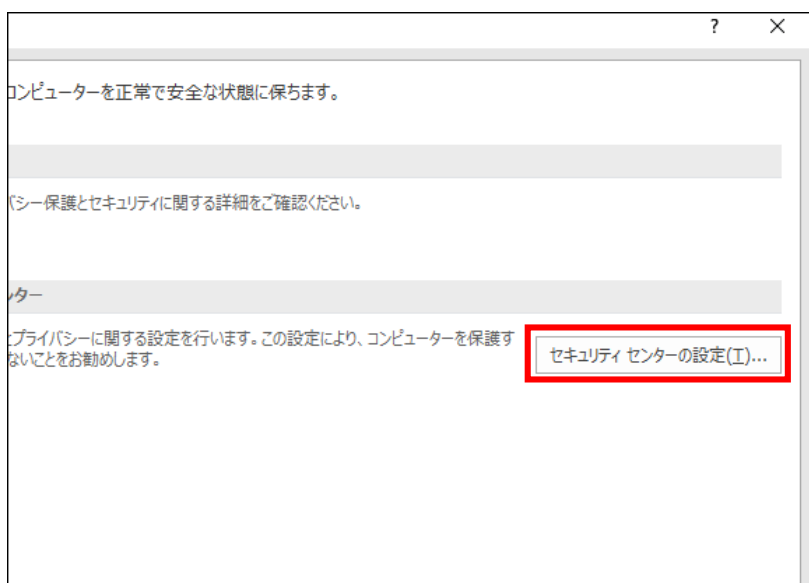 ?
コンピューターを正常で安全な状態に保ちます。
バシー保護とセキュリティに関する詳細をご確認ください。
ンター
とプライバシーに関する設定を行います。この設定により、コンピューターを保護す
ないことをお勧めします。
セキュリティ センターの設定(T)...